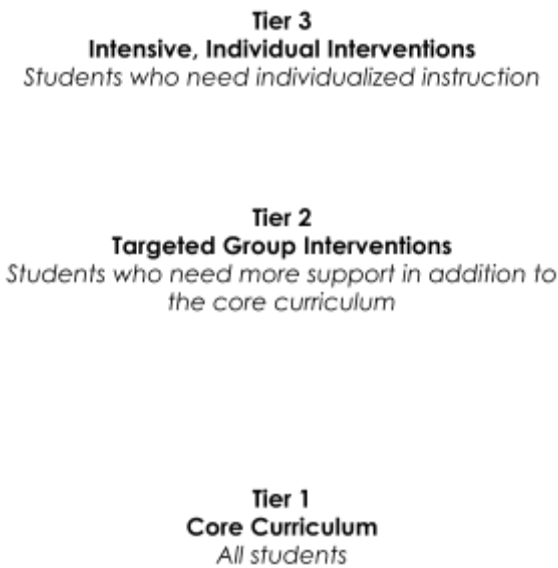 Tier 3
Intensive, Individual Interventions
Students who need individualized instruction
Tier 2
Targeted Group Interventions
Students who need more support in addition to
the core curriculum
Tier 1
Core Curriculum
All students